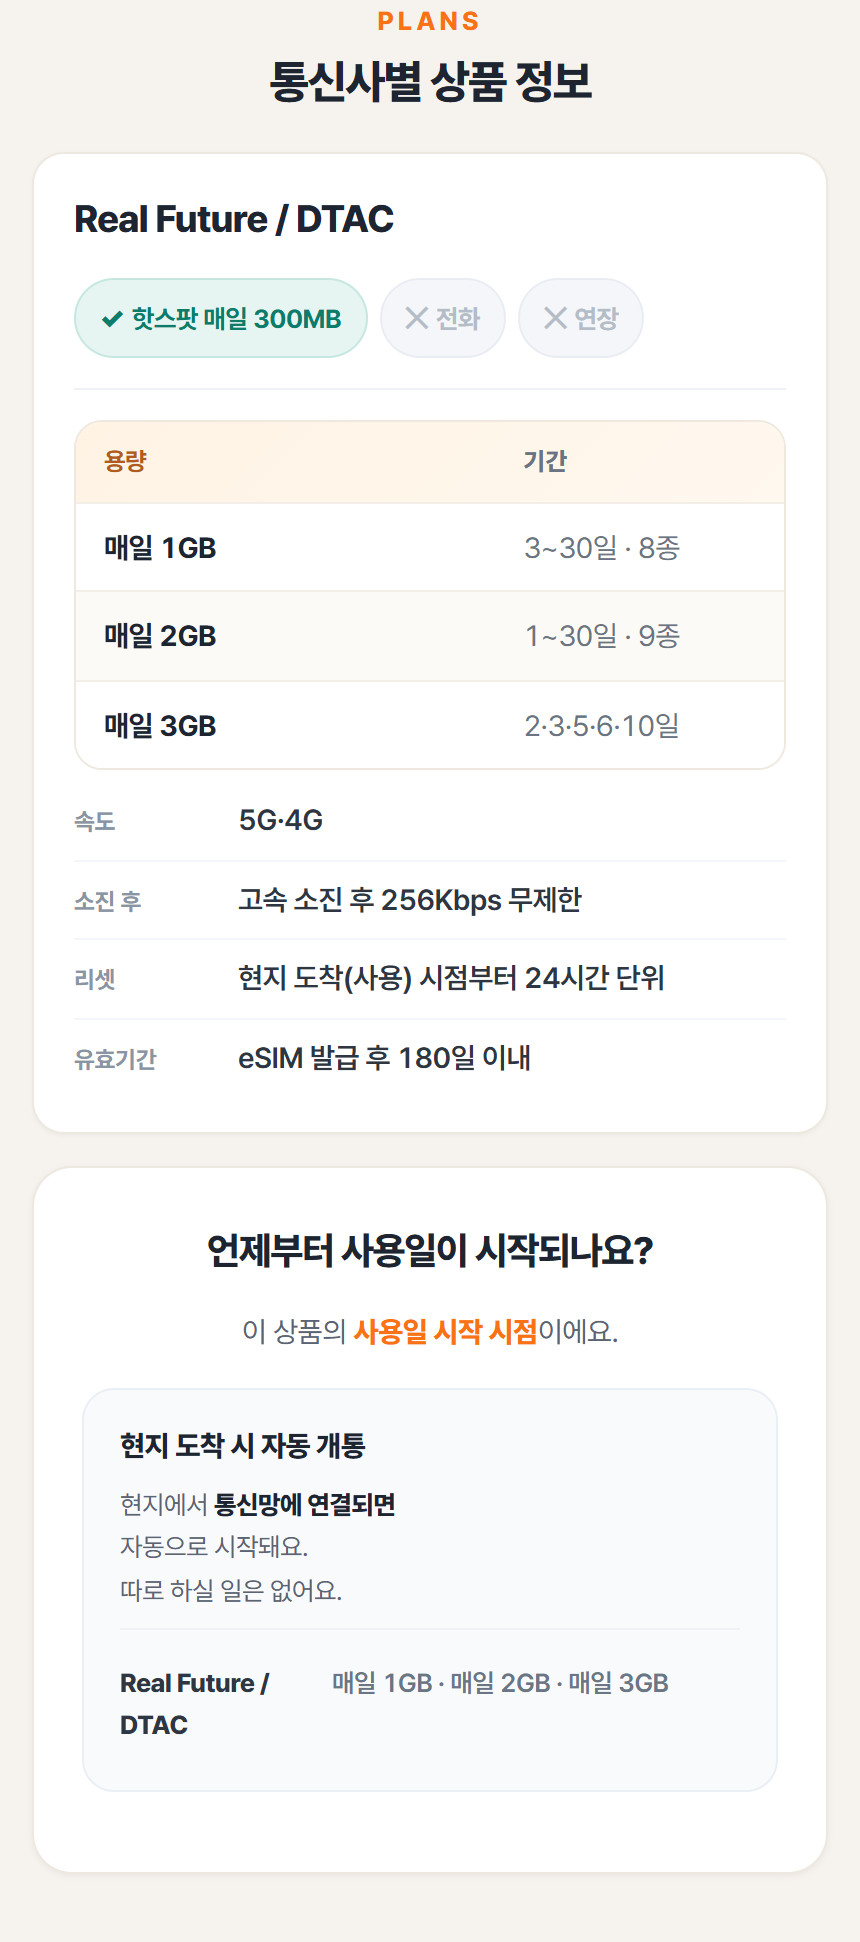 PLANS
통신사별 상품 정보
Real Future / DTAC
✓ 핫스팟 매일 300MB ✕ 전화 ✕ 연장
용량 기간
매일 1GB 3~30일 · 8종
매일 2GB 1~30일 · 9종
매일 3GB 2·3·5·6·10일
속도 5G·4G
소진 후 고속 소진 후 256Kbps 무제한
리셋 현지 도착(사용) 시점부터 24시간 단위
유효기간 eSIM 발급 후 180일 이내
언제부터 사용일이 시작되나요?
이 상품의 사용일 시작 시점이에요.
현지 도착 시 자동 개통
현지에서 통신망에 연결되면
자동으로 시작돼요.
따로 하실 일은 없어요.
Real Future / 매일 1GB · 매일 2GB · 매일 3GB
DTAC